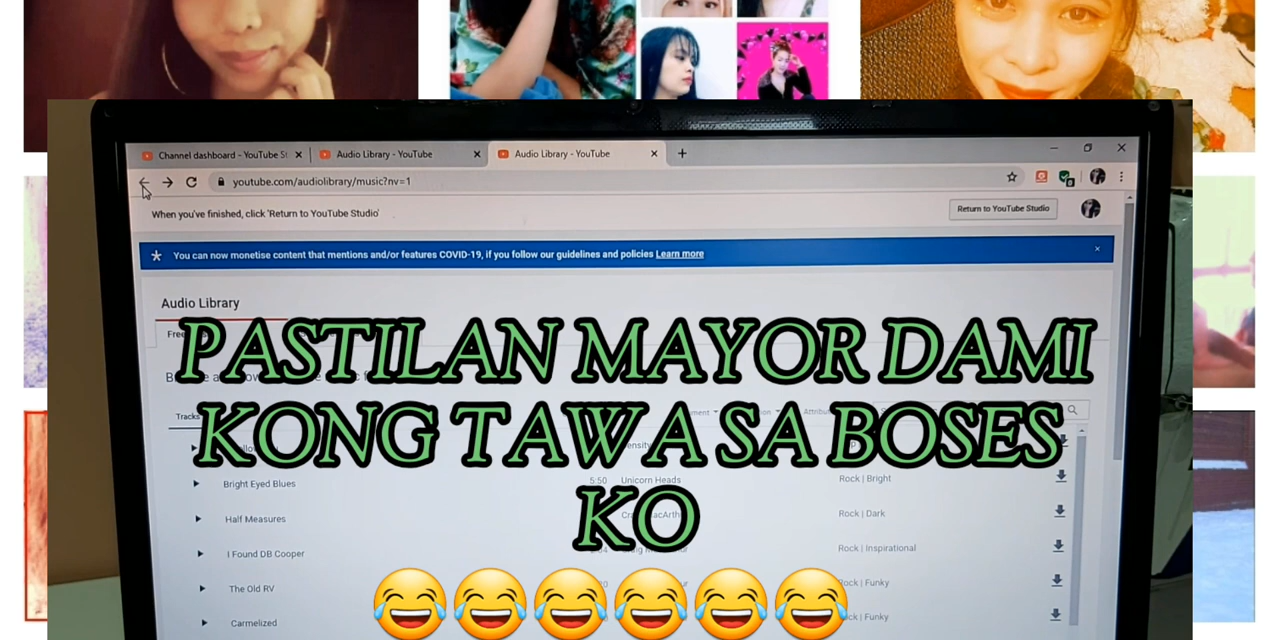 Channel dashboard - YouTube St
Audio Library - YouTube
Audio Library - YouTube
youtube.com/audiolibrary/music?nv=1
When you've finished, click 'Return to YouTube Studio'
Return to YouTube Studio
You can now monetise content that mentions and/or features COVID-19, if you follow our guidelines and policies Learn more
Audio Library
PASTILAN MAYOR DAMI
KONG TAWA SA BOSES
KO
Tracks
Bright Eyed Blues 5:50 Unicorn Heads Rock | Bright
Half Measures Rock | Dark
I Found DB Cooper Rock | Inspirational
The Old RV Rock | Funky
Carmelized Rock | Funky